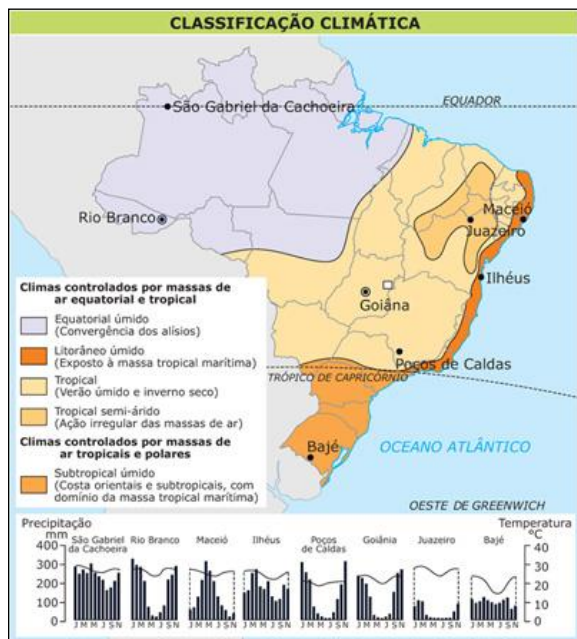 CLASSIFICAÇÃO CLIMÁTICA
EQUADOR
São Gabriel da Cachoeira
Rio Branco
Maceió
Juazeiro
Ilhéus
Goiâna
Poços de Caldas
TRÓPICO DE CAPRICÓRNIO
Bajé
OCEANO ATLÂNTICO
OESTE DE GREENWICH
Climas controlados por massas de
ar equatorial e tropical
Equatorial úmido
(Convergência dos alísios)
Litorâneo úmido
(Exposto à massa tropical marítima)
Tropical
(Verão úmido e inverno seco)
Tropical semi-árido
(Ação irregular das massas de ar)
Climas controlados por massas de
ar tropicais e polares
Subtropical úmido
(Costa orientais e subtropicais, com
domínio da massa tropical marítima)
Precipitação
mm
Temperatura
°C
São Gabriel
da Cachoeira
Rio Branco
Maceió
Ilhéus
Poços
de Caldas
Goiânia
Juazeiro
Bajé
400
300
200
100
0
40
30
20
10
0
J M M J S N
J M M J S N
J M M J S N
J M M J S N
J M M J S N
J M M J S N
J M M J S N
J M M J S N